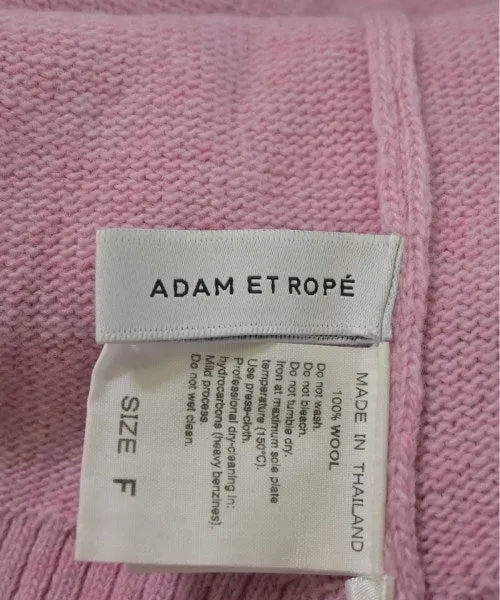 ADAM ET ROPÉ
MADE IN THAILAND
100% WOOL
Do not wash.
Do not bleach.
Do not tumble dry.
Iron at maximum sole plate
temperature (150°C).
Use press-cloth.
Professional dry-cleaning in:
hydrocarbons (heavy benzines).
Mild process.
Do not wet clean.
SIZE F